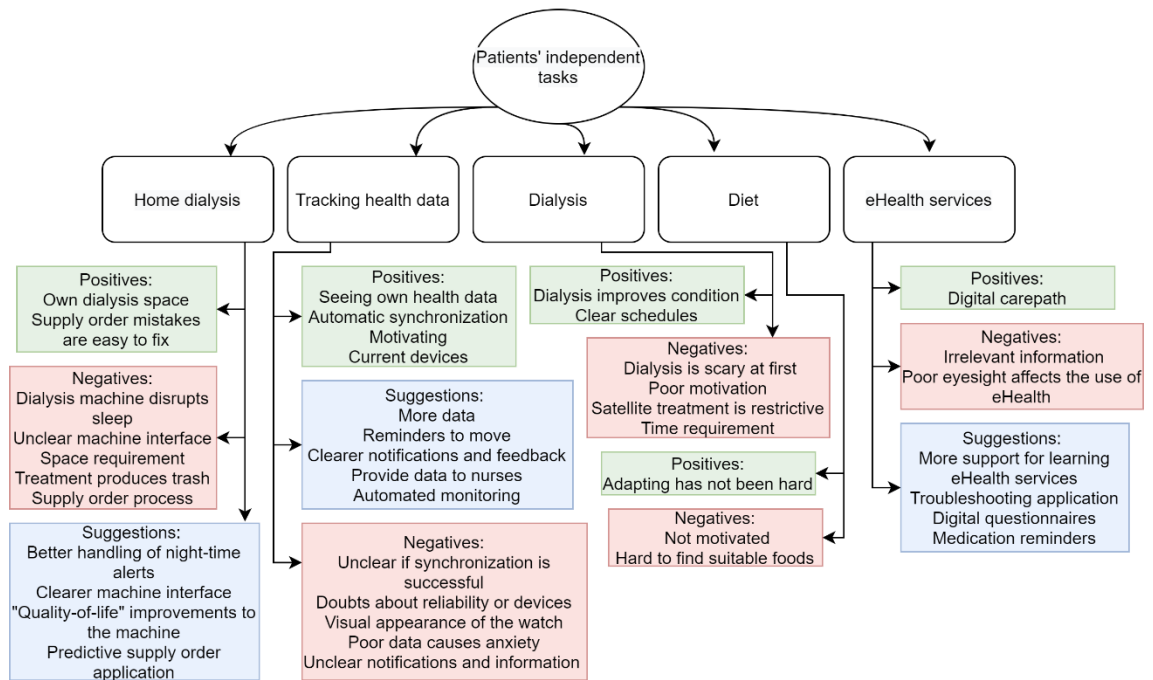 Patients' independent
tasks
Home dialysis
Tracking health data
Dialysis
Diet
eHealth services
Positives:
Own dialysis space
Supply order mistakes
are easy to fix
Negatives:
Dialysis machine disrupts
sleep
Unclear machine interface
Space requirement
Treatment produces trash
Supply order process
Suggestions:
Better handling of night-time
alerts
Clearer machine interface
"Quality-of-life" improvements to
the machine
Predictive supply order
application
Positives:
Seeing own health data
Automatic synchronization
Motivating
Current devices
Suggestions:
More data
Reminders to move
Clearer notifications and feedback
Provide data to nurses
Automated monitoring
Negatives:
Unclear if synchronization is
successful
Doubts about reliability or devices
Visual appearance of the watch
Poor data causes anxiety
Unclear notifications and information
Positives:
Dialysis improves condition
Clear schedules
Negatives:
Dialysis is scary at first
Poor motivation
Satellite treatment is restrictive
Time requirement
Positives:
Adapting has not been hard
Negatives:
Not motivated
Hard to find suitable foods
Positives:
Digital carepath
Negatives:
Irrelevant information
Poor eyesight affects the use of
eHealth
Suggestions:
More support for learning
eHealth services
Troubleshooting application
Digital questionnaires
Medication reminders